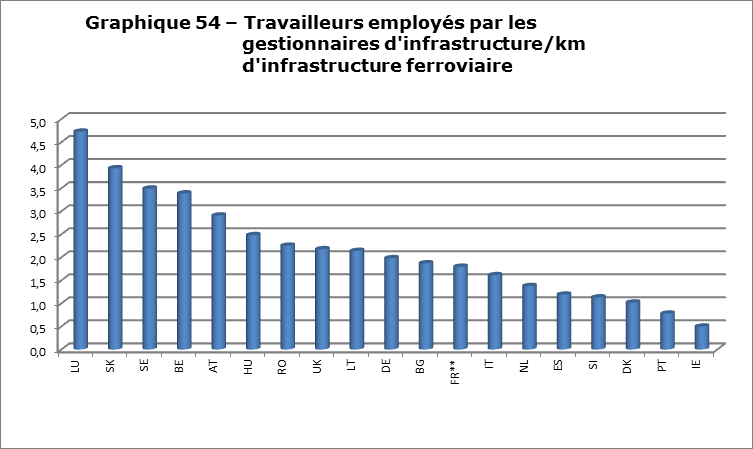 Graphique 54 – Travailleurs employés par les
gestionnaires d'infrastructure/km
d'infrastructure ferroviaire
5,0
4,5
4,0
3,5
3,0
2,5
2,0
1,5
1,0
0,5
0,0
LU
SK
SE
BE
AT
HU
RO
UK
LT
DE
BG
FR**
IT
NL
ES
SI
DK
PT
IE